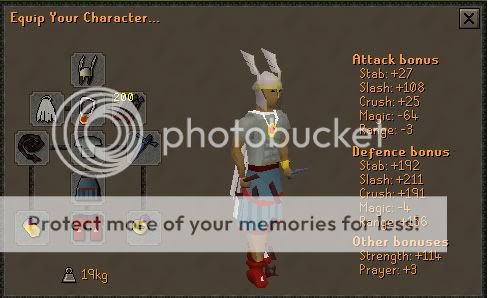 Equip Your Character...
200
Attack bonus
Stab: +27
Slash: +108
Crush: +25
Magic: -64
Range: -3
photobucket
Defence bonus
Stab: +192
Slash: +211
Crush: +191
Magic: -4
Protect more of your memories for less!
Other bonuses
Strength: +114
Prayer: +3
19kg